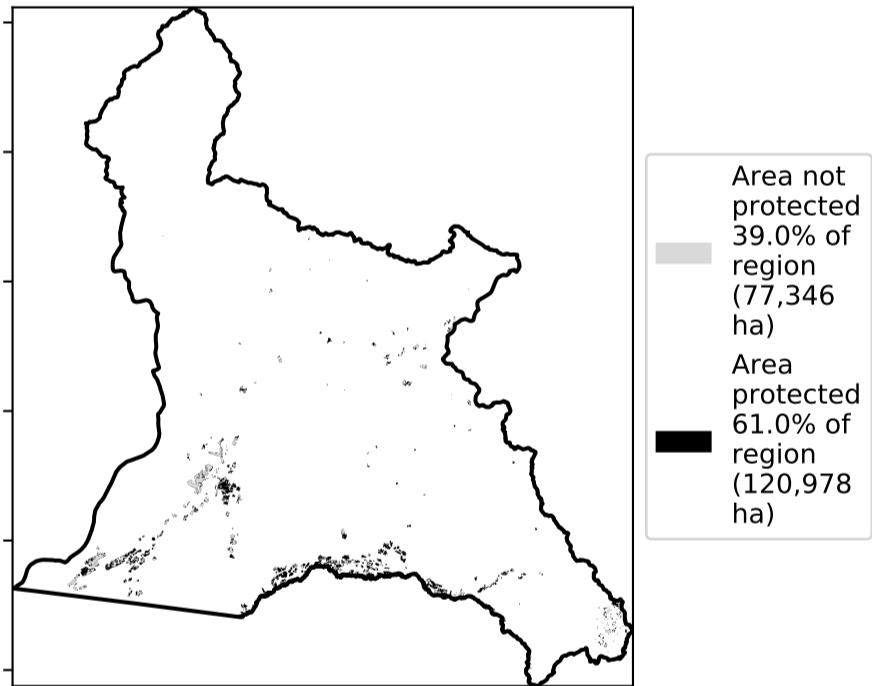 Area not
protected
39.0% of
region
(77,346
ha)
Area
protected
61.0% of
region
(120,978
ha)